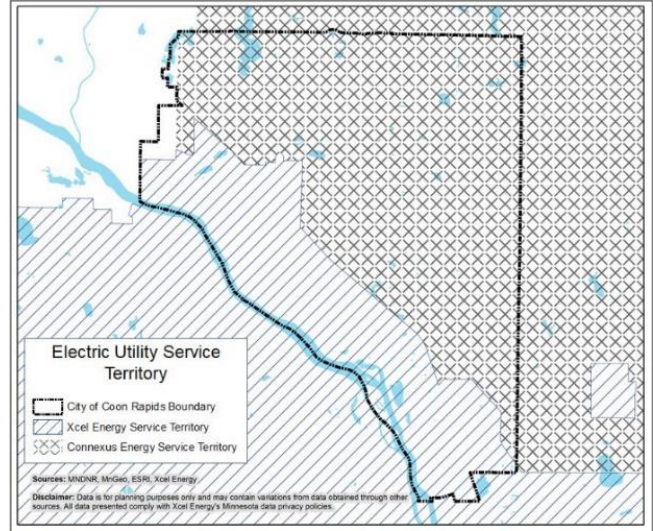 Electric Utility Service
Territory
City of Coon Rapids Boundary
Xcel Energy Service Territory
Connexus Energy Service Territory
Sources: MNDNR, MnGeo, ESRI, Xcel Energy
Disclaimer: Data is for planning purposes only and may contain variations from data obtained through other
sources. All data presented comply with Xcel Energy's Minnesota data privacy policies.